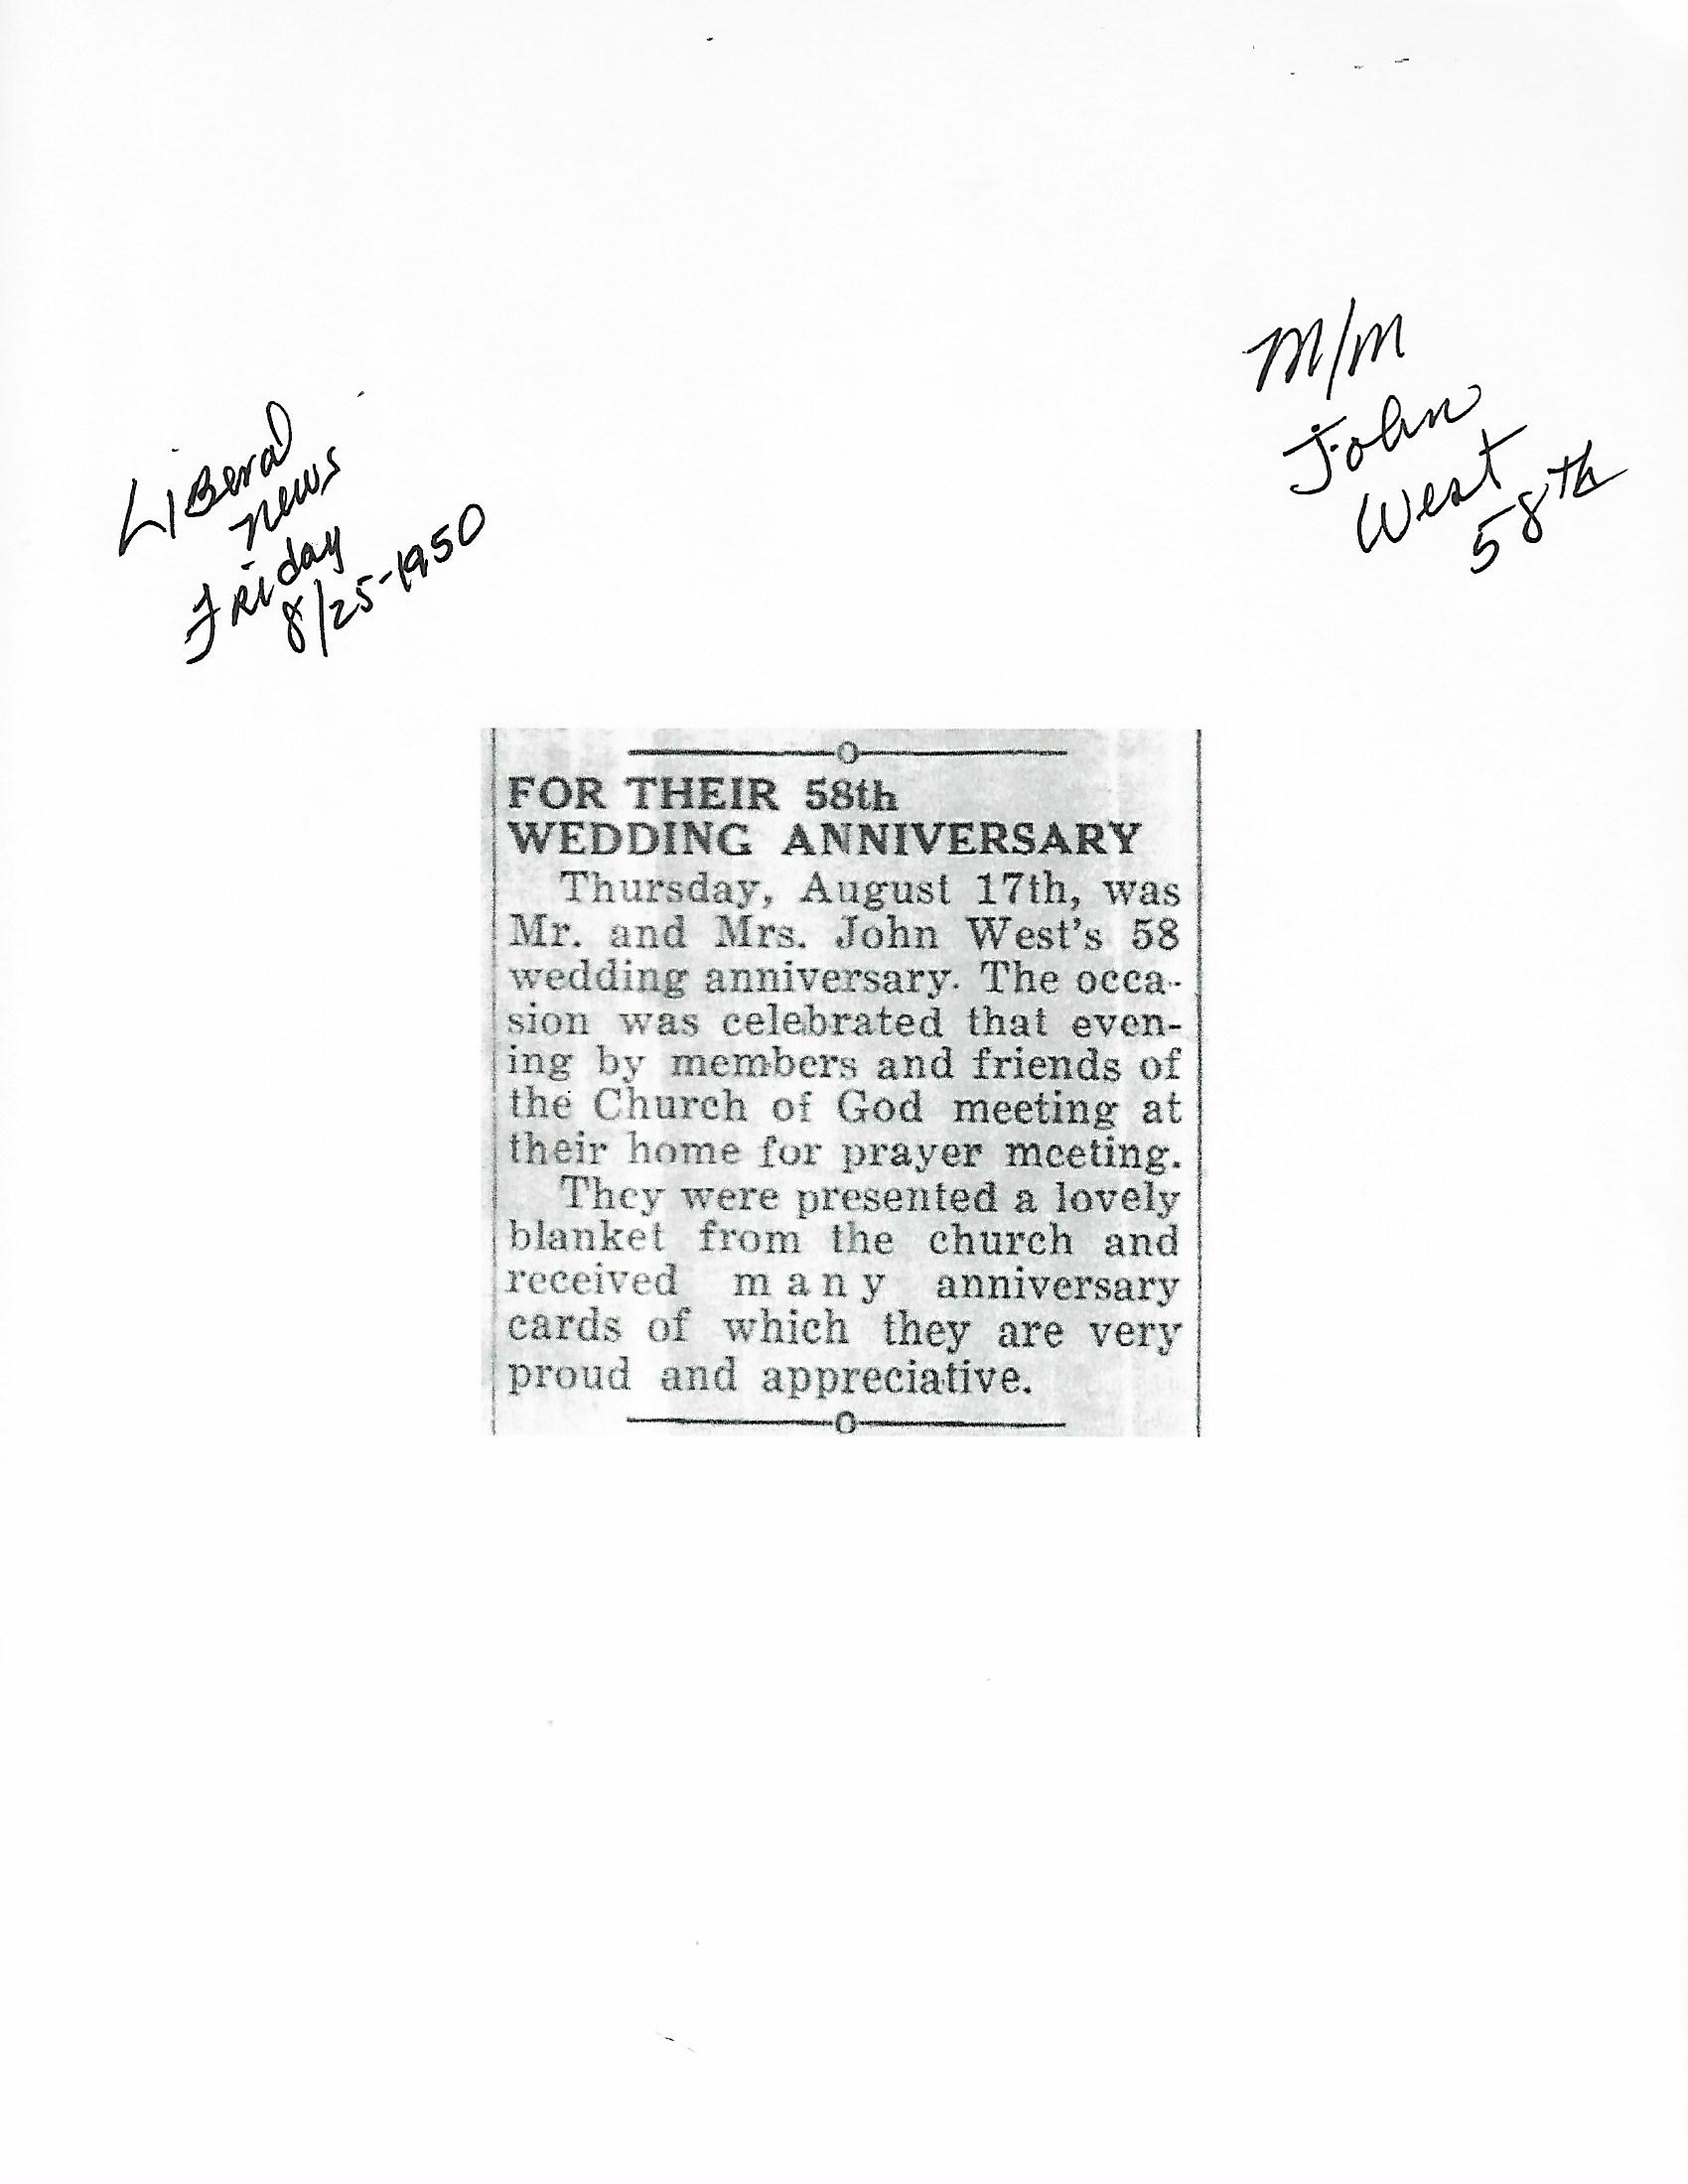 M/M
John
West
58th
Liberal
News
Friday
8/25-1950
FOR THEIR 58th
WEDDING ANNIVERSARY
Thursday, August 17th, was
Mr. and Mrs. John West's 58
wedding anniversary. The occa-
sion was celebrated that even-
ing by members and friends of
the Church of God meeting at
their home for prayer meeting.
They were presented a lovely
blanket from the church and
received many anniversary
cards of which they are very
proud and appreciative.